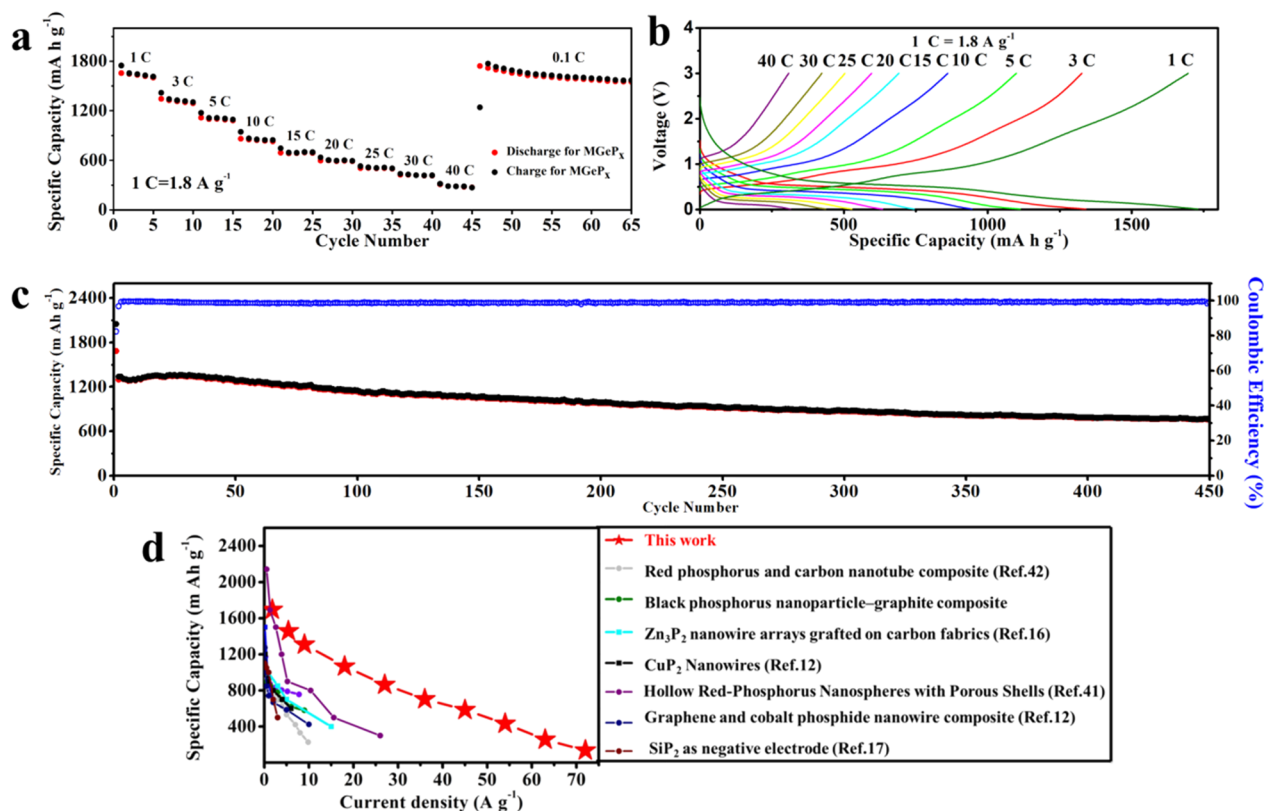 a
Specific Capacity (mA h g-1)
1800
1200
600
0
1 C
3 C
5 C
10 C
15 C
20 C
25 C
30 C
40 C
0.1 C
Discharge for MGePX
Charge for MGePX
1 C=1.8 A g-1
0 5 10 15 20 25 30 35 40 45 50 55 60 65
Cycle Number
b
Voltage (V)
4
3
2
1
0
1 C = 1.8 A g-1
40 C 30 C 25 C 20 C 15 C 10 C 5 C 3 C 1 C
0 500 1000 1500
Specific Capacity (mA h g-1)
c
Specific Capacity (m Ah g-1)
2400
1800
1200
600
0
100
80
60
40
20
0
Coulombic Efficiency (%)
0 50 100 150 200 250 300 350 400 450
Cycle Number
d
Specific Capacity (m Ah g-1)
2400
2000
1600
1200
800
400
0 10 20 30 40 50 60 70
Current density (A g-1)
This work
Red phosphorus and carbon nanotube composite (Ref.42)
Black phosphorus nanoparticle–graphite composite
Zn3P2 nanowire arrays grafted on carbon fabrics (Ref.16)
CuP2 Nanowires (Ref.12)
Hollow Red-Phosphorus Nanospheres with Porous Shells (Ref.41)
Graphene and cobalt phosphide nanowire composite (Ref.12)
SiP2 as negative electrode (Ref.17)